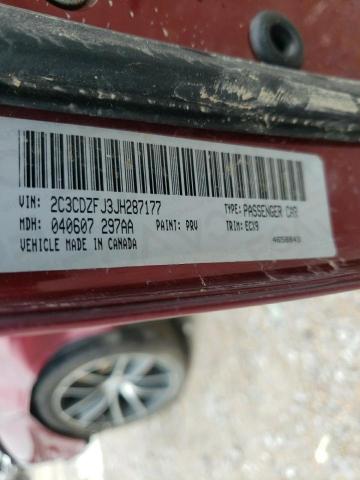 VIN: 2C3CDZFJ3JH287177 TYPE: PASSENGER CAR
MDH: 040607 297AA PAINT: PRV TRIM: ECX9
VEHICLE MADE IN CANADA